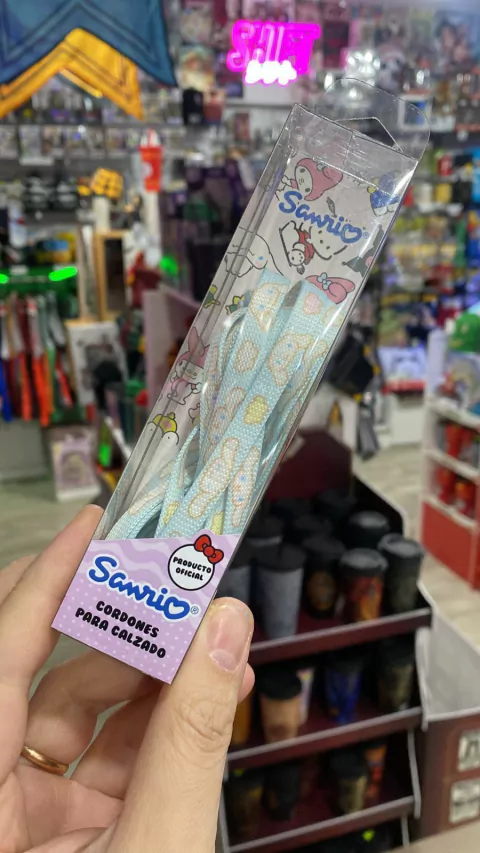 Sanrio
PRODUCTO
OFICIAL
Sanrio®
CORDONES
PARA CALZADO